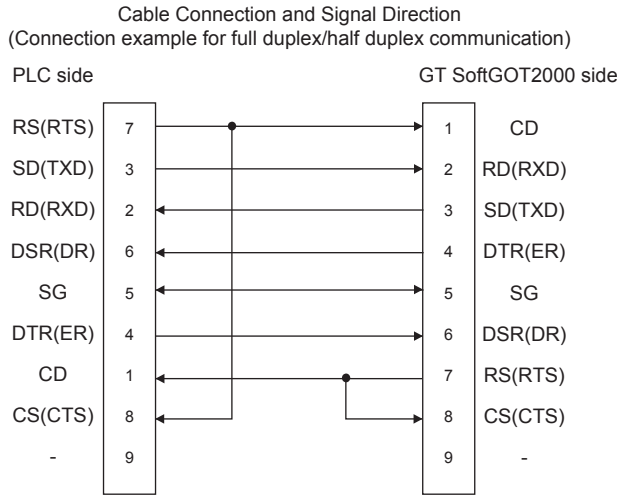 Cable Connection and Signal Direction
(Connection example for full duplex/half duplex communication)
PLC side GT SoftGOT2000 side
RS(RTS) 7 1 CD
SD(TXD) 3 2 RD(RXD)
RD(RXD) 2 3 SD(TXD)
DSR(DR) 6 4 DTR(ER)
SG 5 5 SG
DTR(ER) 4 6 DSR(DR)
CD 1 7 RS(RTS)
CS(CTS) 8 8 CS(CTS)
- 9 9 -